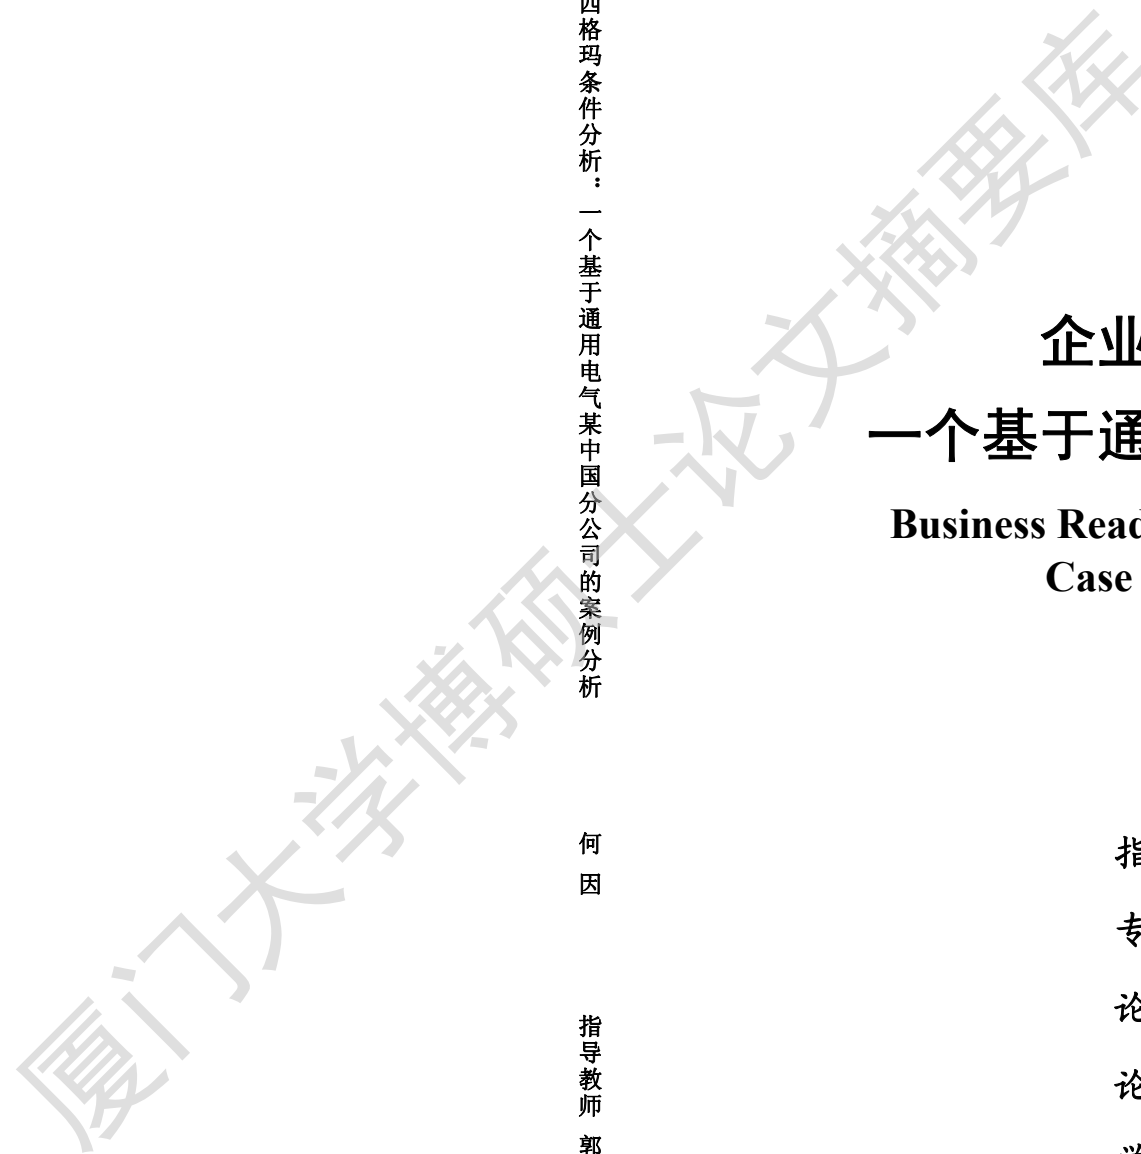 西格玛条件分析：一个基于通用电气某中国分公司的案例分析
何因
指导教师 郭
企业
一个基于通
Business Read
Case
指
专
论
论
厦门大学博硕士论文摘要库